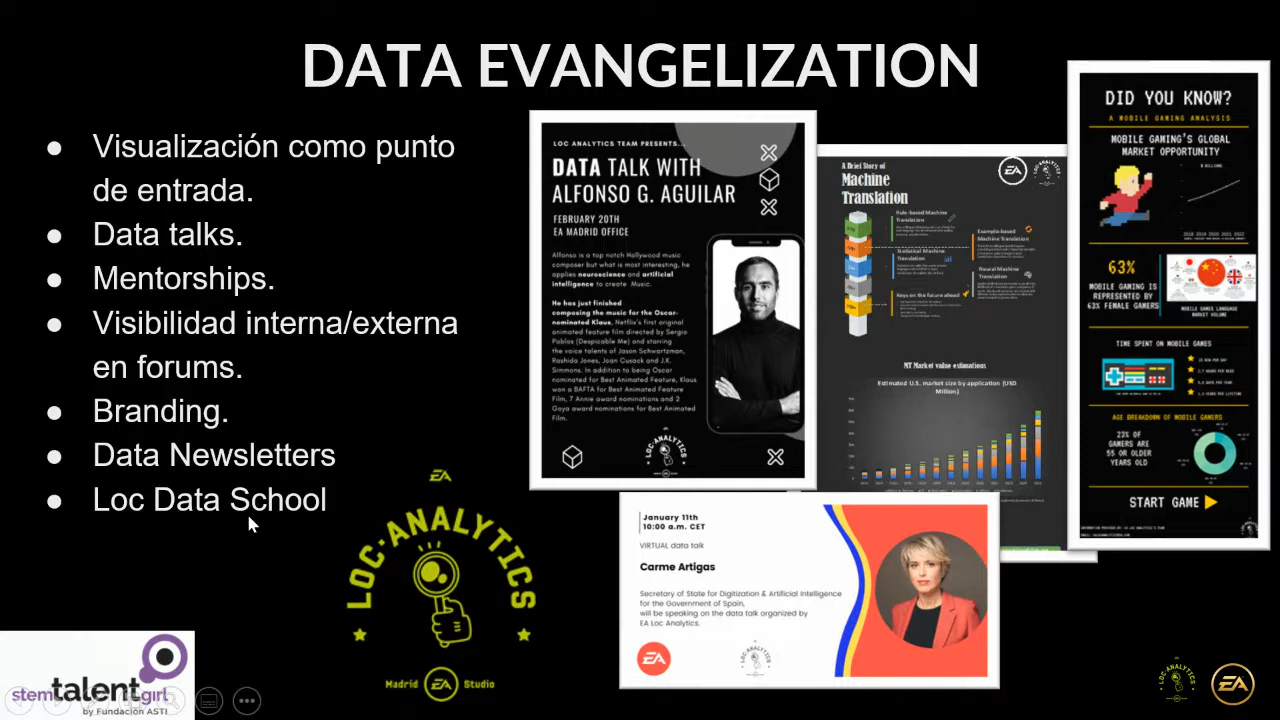 DATA EVANGELIZATION
● Visualización como punto
de entrada.
● Data talks.
● Mentorships.
● Visibilidad interna/externa
en forums.
● Branding.
● Data Newsletters
● Loc Data School
EA
LOC·ANALYTICS
Madrid EA Studio
stemtalentgirl
by Fundación ASTI
LOC ANALYTICS TEAM PRESENTS...
DATA TALK WITH
ALFONSO G. AGUILAR
FEBRUARY 20TH
EA MADRID OFFICE
Alfonso is a top notch Hollywood music
composer but what is most interesting, he
applies neuroscience and artificial
intelligence to create Music.
He has just finished
composing the music for the Oscar-
nominated Klaus, Netflix's first original
animated feature film directed by Sergio
Pablos (Despicable Me) and starring
the voice talents of Jason Schwartzman,
Rashida Jones, Joan Cusack and J.K.
Simmons. In addition to being Oscar
nominated for Best Animated Feature, Klaus
won a BAFTA for Best Animated Feature
Film, 7 Annie award nominations and 2
Goya award nominations for Best Animated
Film.
LOC·ANALYTICS
A Brief Story of
Machine
Translation
EA
Rule-based Machine
Translation
Example-based
Machine Translation
Statistical Machine
Translation
Neural Machine
Translation
Keys on the future ahead
MT Market value estimations
Estimated U.S. market size by application (USD
Million)
DID YOU KNOW?
A MOBILE GAMING ANALYSIS
MOBILE GAMING'S GLOBAL
MARKET OPPORTUNITY
$ BILLIONS
2018 2019 2020 2021 2022
63%
MOBILE GAMING IS
REPRESENTED BY
63% FEMALE GAMERS
MOBILE GAMES LANGUAGE
MARKET VOLUME
TIME SPENT ON MOBILE GAMES
AGE BREAKDOWN OF MOBILE GAMERS
23% OF
GAMERS ARE
55 OR OLDER
YEARS OLD
START GAME
January 11th
10:00 a.m. CET
VIRTUAL data talk
Carme Artigas
Secretary of State for Digitization & Artificial Intelligence
for the Government of Spain,
will be speaking on the data talk organized by
EA Loc Analytics.
EA
LOC·ANALYTICS
EA